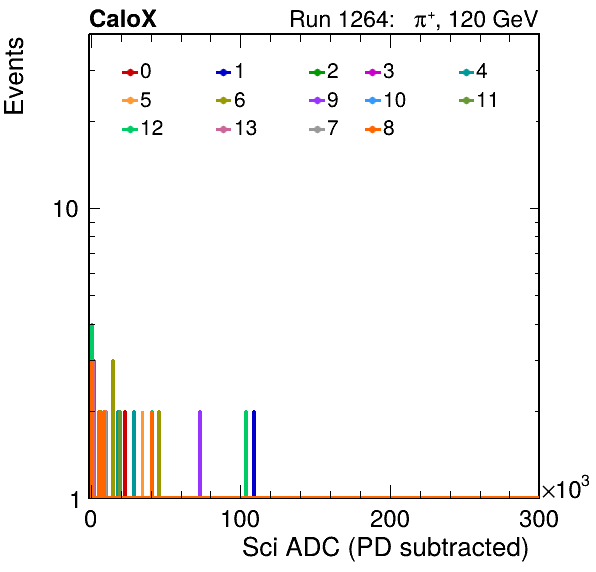 CaloX Run 1264: π⁺, 120 GeV
Events
0 1 2 3 4
5 6 9 10 11
12 13 7 8
10
1
0 100 200 300
×10³
Sci ADC (PD subtracted)